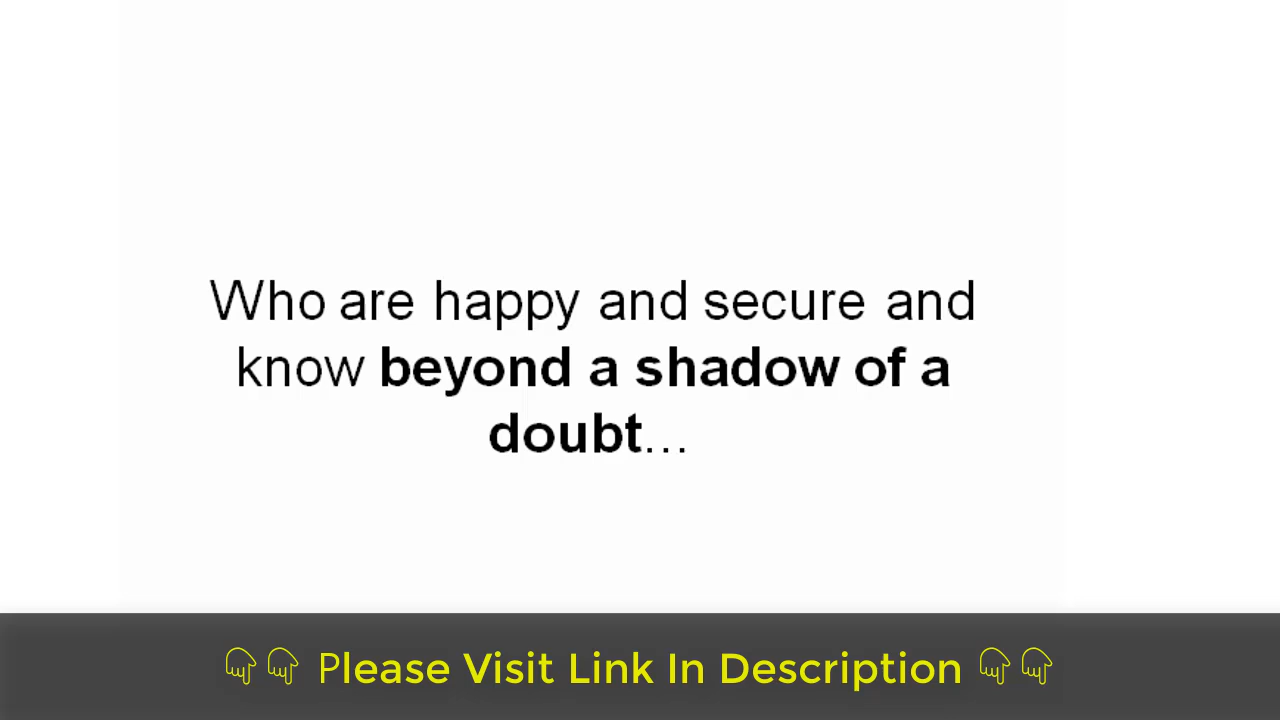 Who are happy and secure and
know beyond a shadow of a
doubt...
👇👇 Please Visit Link In Description 👇👇